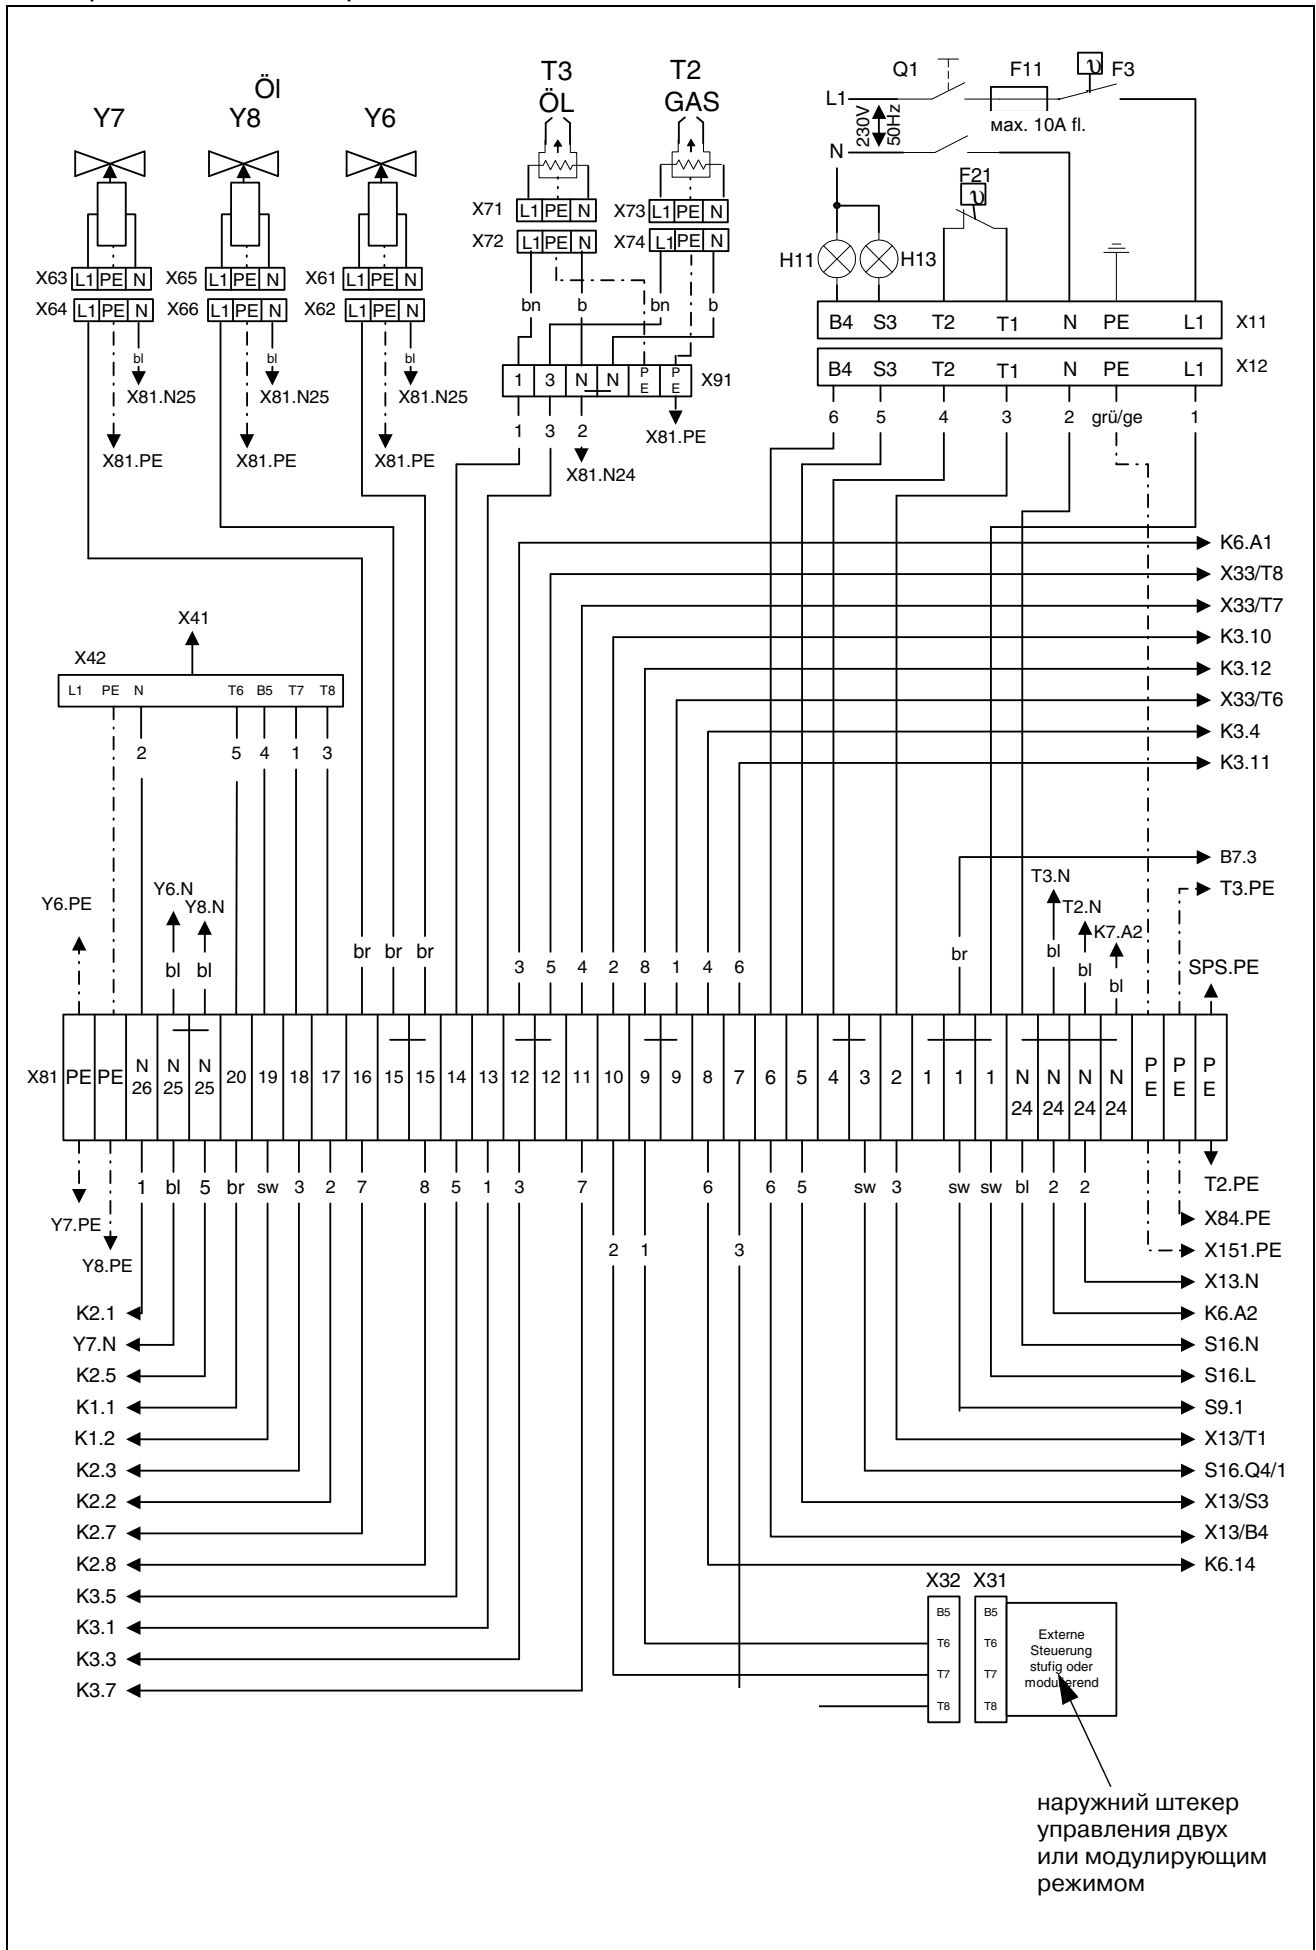 T3 T2
Q1 F11 F3
Öl ÖL GAS
Y7 Y8 Y6
L1
230V
50Hz
мах. 10A fl.
N
F21
X71 L1 PE N X73 L1 PE N
X72 L1 PE N X74 L1 PE N
H11 H13
X63 L1 PE N X65 L1 PE N X61 L1 PE N
X64 L1 PE N X66 L1 PE N X62 L1 PE N
bn b bn b
B4 S3 T2 T1 N PE L1 X11
bl bl bl
B4 S3 T2 T1 N PE L1 X12
1 3 N N PE PE X91
X81.N25 X81.N25 X81.N25
6 5 4 3 2 grü/ge 1
1 3 2 X81.PE
X81.PE X81.PE X81.PE
X81.N24
K6.A1
X33/T8
X33/T7
X41
K3.10
X42
K3.12
L1 PE N T6 B5 T7 T8
X33/T6
K3.4
2 5 4 1 3
K3.11
B7.3
T3.N
T3.PE
Y6.N
Y6.PE Y8.N T2.N
K7.A2
br br br br bl
bl bl 3 5 4 2 8 1 4 6 bl SPS.PE
bl
X81 PE PE N 26 N 25 N 25 20 19 18 17 16 15 15 14 13 12 12 11 10 9 9 8 7 6 5 4 3 2 1 1 1 N 24 N 24 N 24 N 24 PE PE PE
1 bl 5 br sw 3 2 7 8 5 1 3 7 6 6 5 sw 3 sw sw bl 2 2 T2.PE
Y7.PE X84.PE
2 1 3 X151.PE
Y8.PE
X13.N
K2.1 K6.A2
Y7.N S16.N
K2.5 S16.L
K1.1 S9.1
K1.2 X13/T1
K2.3 S16.Q4/1
K2.2 X13/S3
K2.7 X13/B4
K2.8 K6.14
X32 X31
K3.5
B5 B5
K3.1
Externe
T6 T6
Steuerung
K3.3
stufig oder
T7 T7
modulierend
K3.7
T8 T8
наружний штекер
управления двух
или модулирующим
режимом